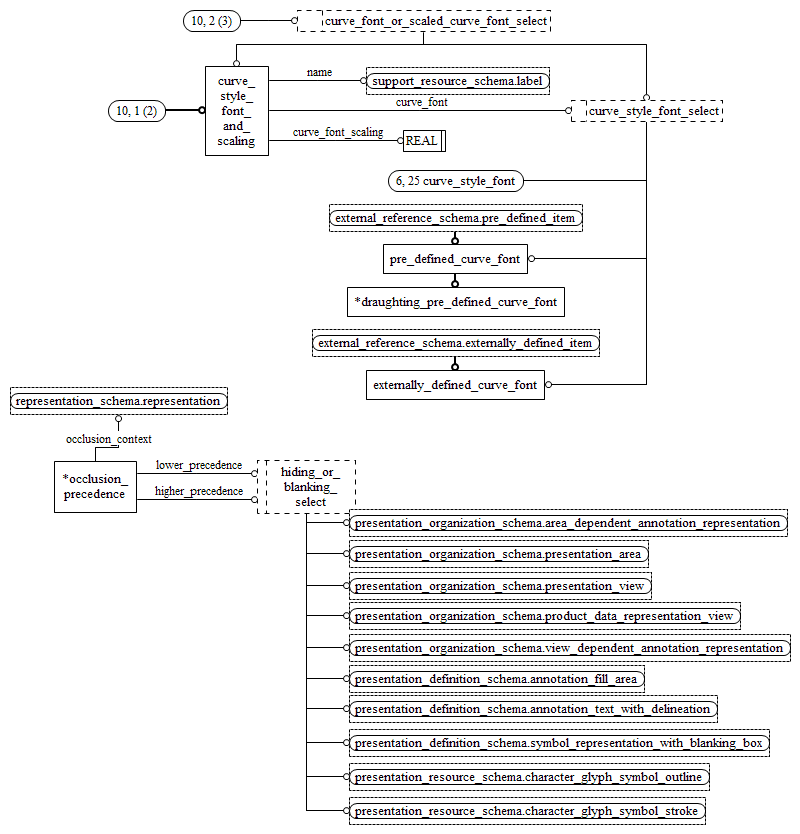 10, 2 (3)
curve_font_or_scaled_curve_font_select
curve_
style_
font_
and_
scaling
name
support_resource_schema.label
10, 1 (2)
curve_font
curve_style_font_select
curve_font_scaling
REAL
6, 25 curve_style_font
external_reference_schema.pre_defined_item
pre_defined_curve_font
*draughting_pre_defined_curve_font
external_reference_schema.externally_defined_item
externally_defined_curve_font
representation_schema.representation
occlusion_context
*occlusion_
precedence
lower_precedence
higher_precedence
hiding_or_
blanking_
select
presentation_organization_schema.area_dependent_annotation_representation
presentation_organization_schema.presentation_area
presentation_organization_schema.presentation_view
presentation_organization_schema.product_data_representation_view
presentation_organization_schema.view_dependent_annotation_representation
presentation_definition_schema.annotation_fill_area
presentation_definition_schema.annotation_text_with_delineation
presentation_definition_schema.symbol_representation_with_blanking_box
presentation_resource_schema.character_glyph_symbol_outline
presentation_resource_schema.character_glyph_symbol_stroke